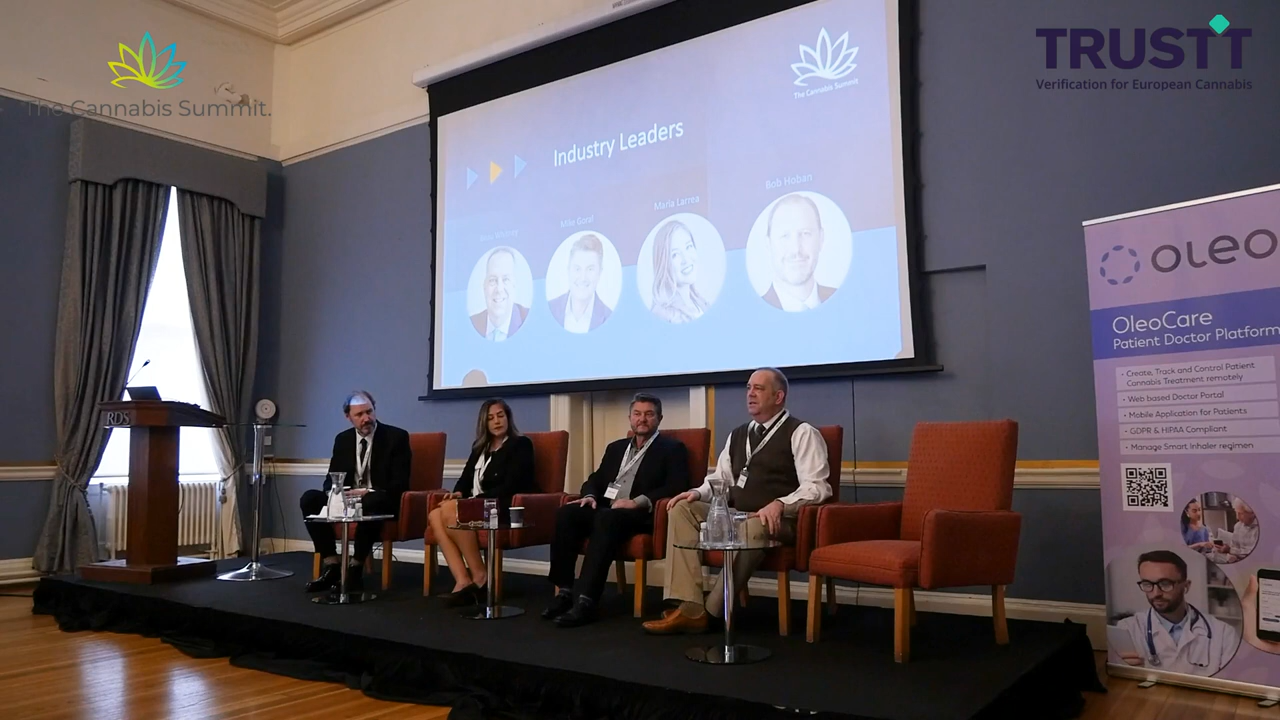 The Cannabis Summit.
TRUSTT
Verification for European Cannabis
The Cannabis Summit
Industry Leaders
Mike Goral
Maria Larrea
Bob Hoban
RDS
OLEO
OleoCare
Patient Doctor Platform
• Create, Track and Control Patient
Cannabis Treatment remotely
• Web based Doctor Portal
• Mobile Application for Patients
• GDPR & HIPAA Compliant
• Manage Smart Inhaler regimen